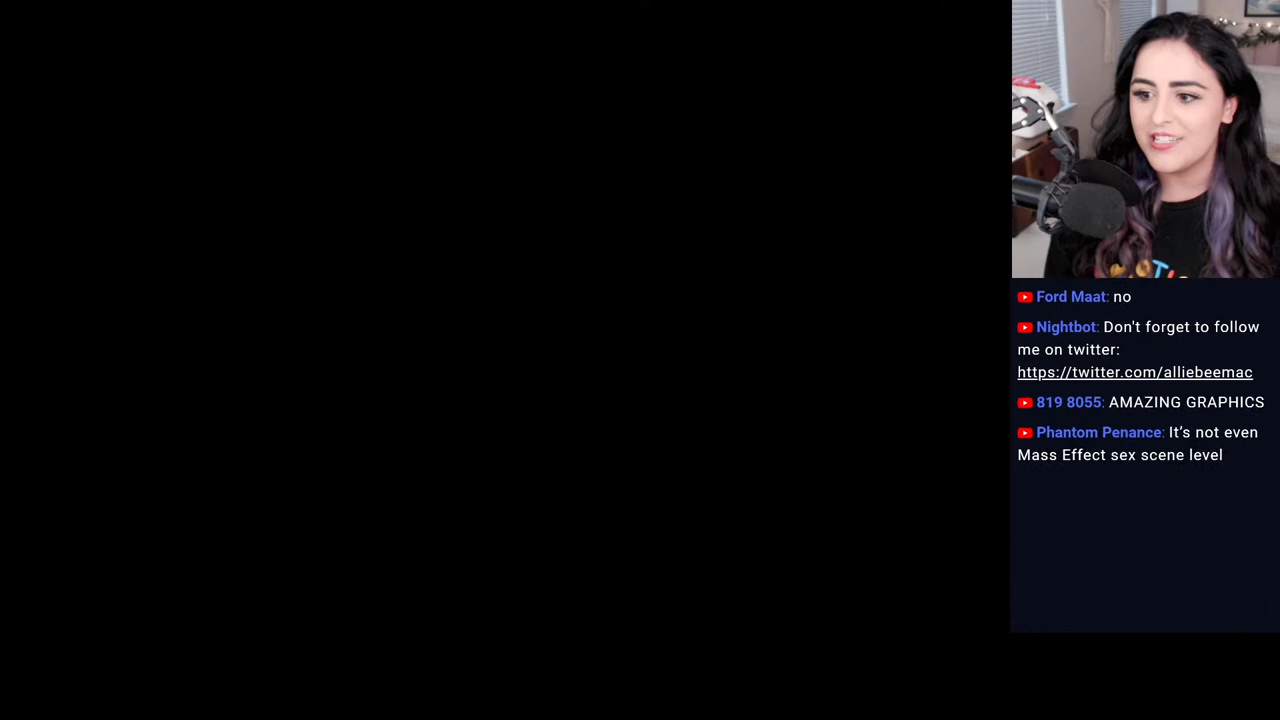 Ford Maat: no
Nightbot: Don't forget to follow
me on twitter:
https://twitter.com/alliebeemac
819 8055: AMAZING GRAPHICS
Phantom Penance: It’s not even
Mass Effect sex scene level